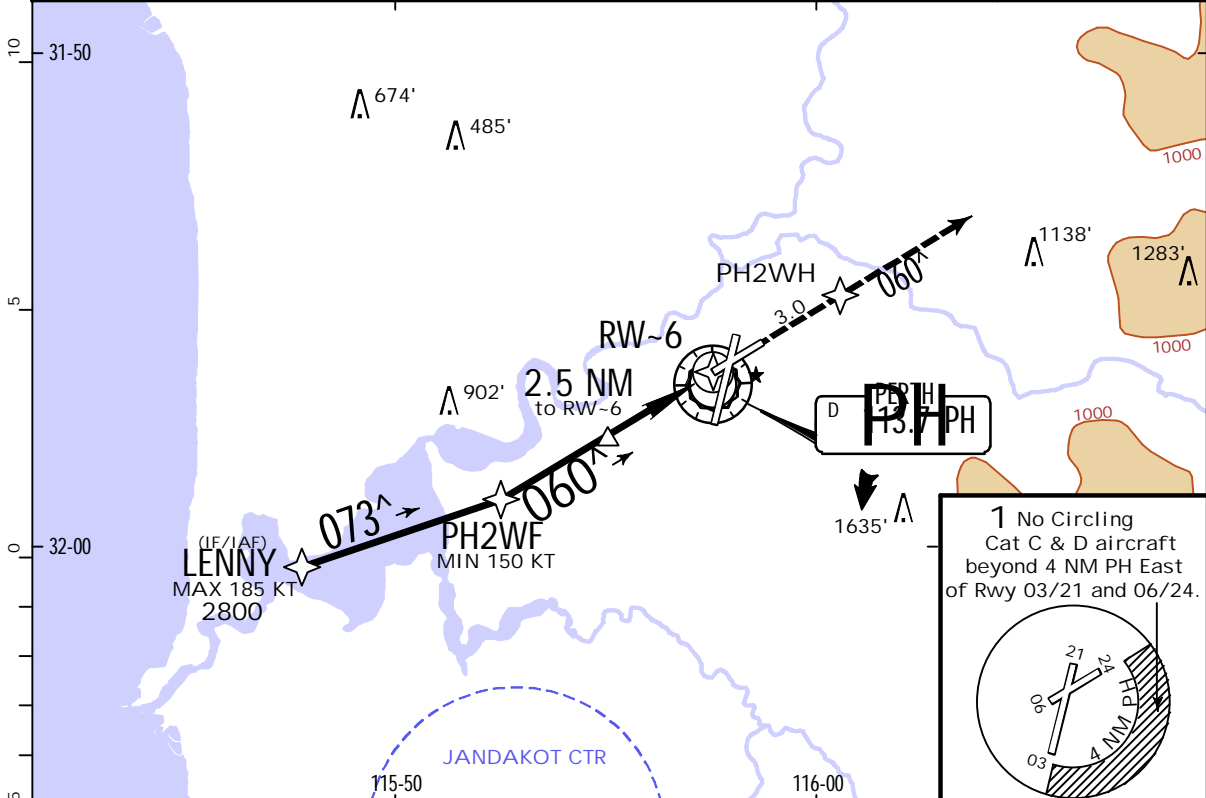 10
31-50
674'
485'
1000
1138'
1283'
PH2WH
060^
3.0
5
RW~6
1000
2.5 NM
to RW~6
902'
D
PERTH
113.7 PH
PH
1000
060^
073^
1635'
PH2WF
MIN 150 KT
(IF/IAF)
LENNY
MAX 185 KT
2800
0
32-00
1 No Circling
Cat C & D aircraft
beyond 4 NM PH East
of Rwy 03/21 and 06/24.
21
24
06
03
4 NM PH
JANDAKOT CTR
115-50
116-00